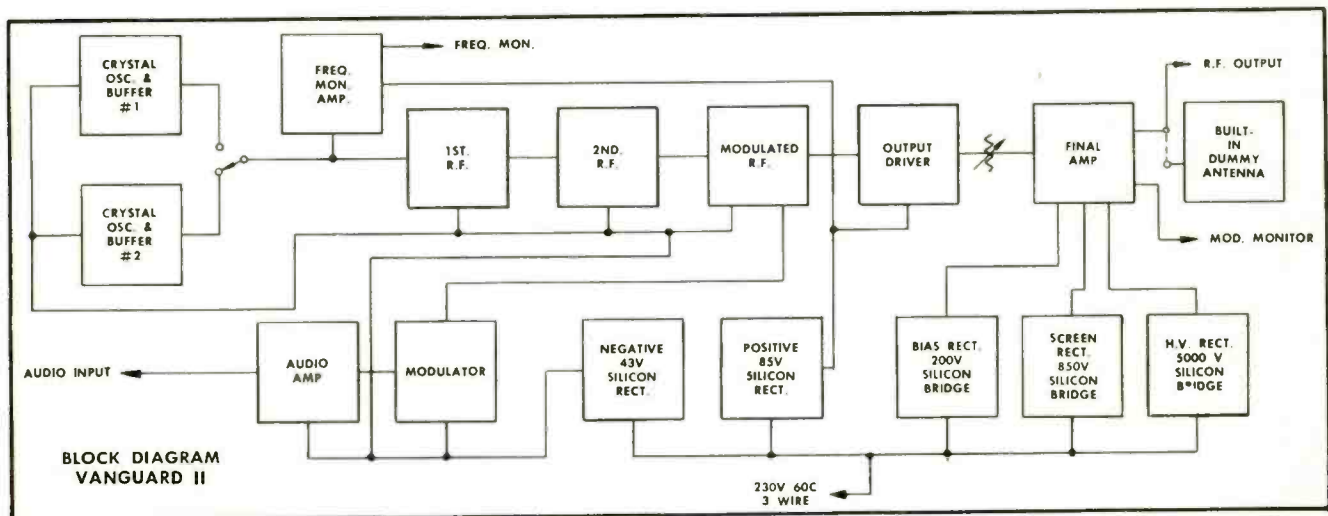 CRYSTAL
OSC. &
BUFFER
#1
FREQ.
MON.
AMP.
FREQ. MON.
R.F. OUTPUT
1ST.
R.F.
2ND.
R.F.
MODULATED
R.F.
OUTPUT
DRIVER
FINAL
AMP
BUILT-
IN
DUMMY
ANTENNA
CRYSTAL
OSC. &
BUFFER
#2
MOD. MONITOR
AUDIO INPUT
AUDIO
AMP
MODULATOR
NEGATIVE
43V
SILICON
RECT.
POSITIVE
85V
SILICON
RECT.
BIAS RECT.
200V
SILICON
BRIDGE
SCREEN
RECT.
850V
SILICON
BRIDGE
H.V. RECT.
5000 V
SILICON
BRIDGE
BLOCK DIAGRAM
VANGUARD II
230V 60C
3 WIRE